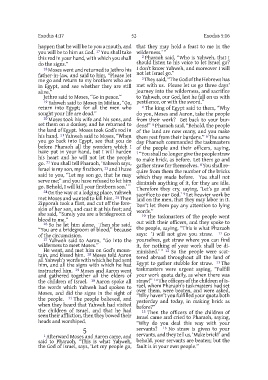 Exodus 4:17
52
Exodus 5:16
happen that he will be to you a mouth, and
you will be to him as God. 17 You shall take
this rod in your hand, with which you shall
do the signs.”
18 Moses went and returned to Jethro his
father-in-law, and said to him, “Please let
me go and return to my brothers who are
in Egypt, and see whether they are still
alive.”
Jethro said to Moses, “Go in peace.”
19 Yahweh said to Moses in Midian, “Go,
return into Egypt; for all the men who
sought your life are dead.”
20 Moses took his wife and his sons, and
set them on a donkey, and he returned to
the land of Egypt. Moses took God’s rod in
his hand. 21 Yahweh said to Moses, “When
you go back into Egypt, see that you do
before Pharaoh all the wonders which I
have put in your hand, but I will harden
his heart and he will not let the people
go. 22 You shall tell Pharaoh, ‘Yahweh says,
Israel is my son, my firstborn, 23 and I have
said to you, “Let my son go, that he may
serve me;” and you have refused to let him
go. Behold, I will kill your firstborn son.’”
24 On the way at a lodging place, Yahweh
met Moses and wanted to kill him. 25 Then
Zipporah took a flint, and cut off the fore-
skin of her son, and cast it at his feet; and
she said, “Surely you are a bridegroom of
blood to me.”
26 So he let him alone. Then she said,
“You are a bridegroom of blood,” because
of the circumcision.
27 Yahweh said to Aaron, “Go into the
wilderness to meet Moses.”
He went, and met him on God’s moun-
tain, and kissed him. 28 Moses told Aaron
all Yahweh’s words with which he had sent
him, and all the signs with which he had
instructed him. 29 Moses and Aaron went
and gathered together all the elders of
the children of Israel. 30 Aaron spoke all
the words which Yahweh had spoken to
Moses, and did the signs in the sight of
the people. 31 The people believed, and
when they heard that Yahweh had visited
the children of Israel, and that he had
seen their affliction, then they bowed their
heads and worshiped.
5
1 Afterward Moses and Aaron came, and
said to Pharaoh, “This is what Yahweh,
the God of Israel, says, ‘Let my people go,
that they may hold a feast to me in the
wilderness.’”
2 Pharaoh said, “Who is Yahweh, that I
should listen to his voice to let Israel go?
I don’t know Yahweh, and moreover I will
not let Israel go.”
3 They said, “The God of the Hebrews has
met with us. Please let us go three days’
journey into the wilderness, and sacrifice
to Yahweh, our God, lest he fall on us with
pestilence, or with the sword.”
4 The king of Egypt said to them, “Why
do you, Moses and Aaron, take the people
from their work? Get back to your bur-
dens!” 5 Pharaoh said, “Behold, the people
of the land are now many, and you make
them rest from their burdens.” 6 The same
day Pharaoh commanded the taskmasters
of the people and their officers, saying,
7 “You shall no longer give the people straw
to make brick, as before. Let them go and
gather straw for themselves. 8 You shall re-
quire from them the number of the bricks
which they made before. You shall not
diminish anything of it, for they are idle.
Therefore they cry, saying, ‘Let’s go and
sacrifice to our God.’ 9 Let heavier work be
laid on the men, that they may labor in it.
Don’t let them pay any attention to lying
words.”
10 The taskmasters of the people went
out with their officers, and they spoke to
the people, saying, “This is what Pharaoh
says: ‘I will not give you straw. 11 Go
yourselves, get straw where you can find
it, for nothing of your work shall be di-
minished.’” 12 So the people were scat-
tered abroad throughout all the land of
Egypt to gather stubble for straw. 13 The
taskmasters were urgent saying, “Fulfill
your work quota daily, as when there was
straw!” 14 The officers of the children of Is-
rael, whom Pharaoh’s taskmasters had set
over them, were beaten, and were asked,
“Why haven’t you fulfilled your quota both
yesterday and today, in making brick as
before?”
15 Then the officers of the children of
Israel came and cried to Pharaoh, saying,
“Why do you deal this way with your
servants? 16 No straw is given to your
servants, and they tell us, ‘Make brick!’ and
behold, your servants are beaten; but the
fault is in your own people.”